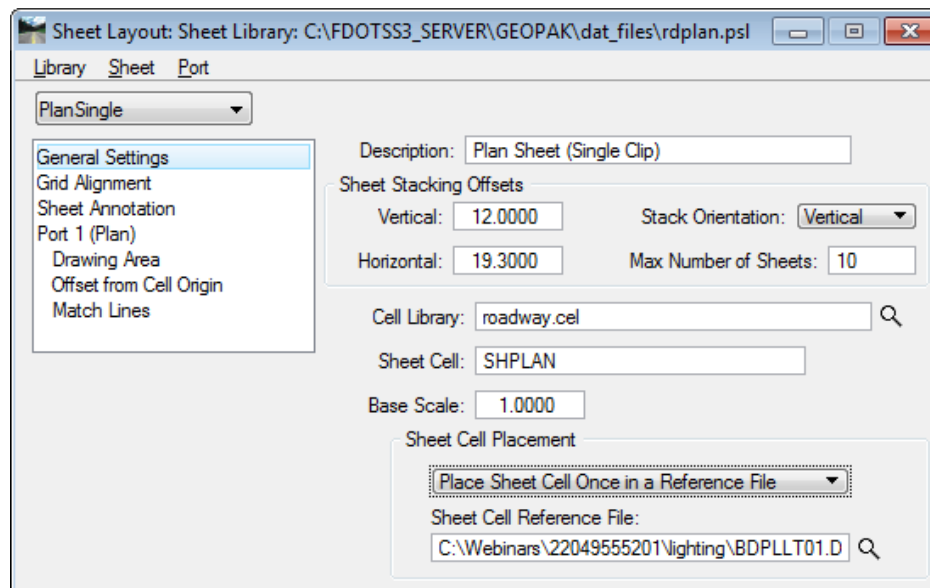 Sheet Layout: Sheet Library: C:\FDOTSS3_SERVER\GEOPAK\dat_files\rdplan.psl
Library Sheet Port
PlanSingle
General Settings
Grid Alignment
Sheet Annotation
Port 1 (Plan)
Drawing Area
Offset from Cell Origin
Match Lines
Description: Plan Sheet (Single Clip)
Sheet Stacking Offsets
Vertical: 12.0000 Stack Orientation: Vertical
Horizontal: 19.3000 Max Number of Sheets: 10
Cell Library: roadway.cel
Sheet Cell: SHPLAN
Base Scale: 1.0000
Sheet Cell Placement
Place Sheet Cell Once in a Reference File
Sheet Cell Reference File:
C:\Webinars\22049555201\lighting\BDPLLT01.D